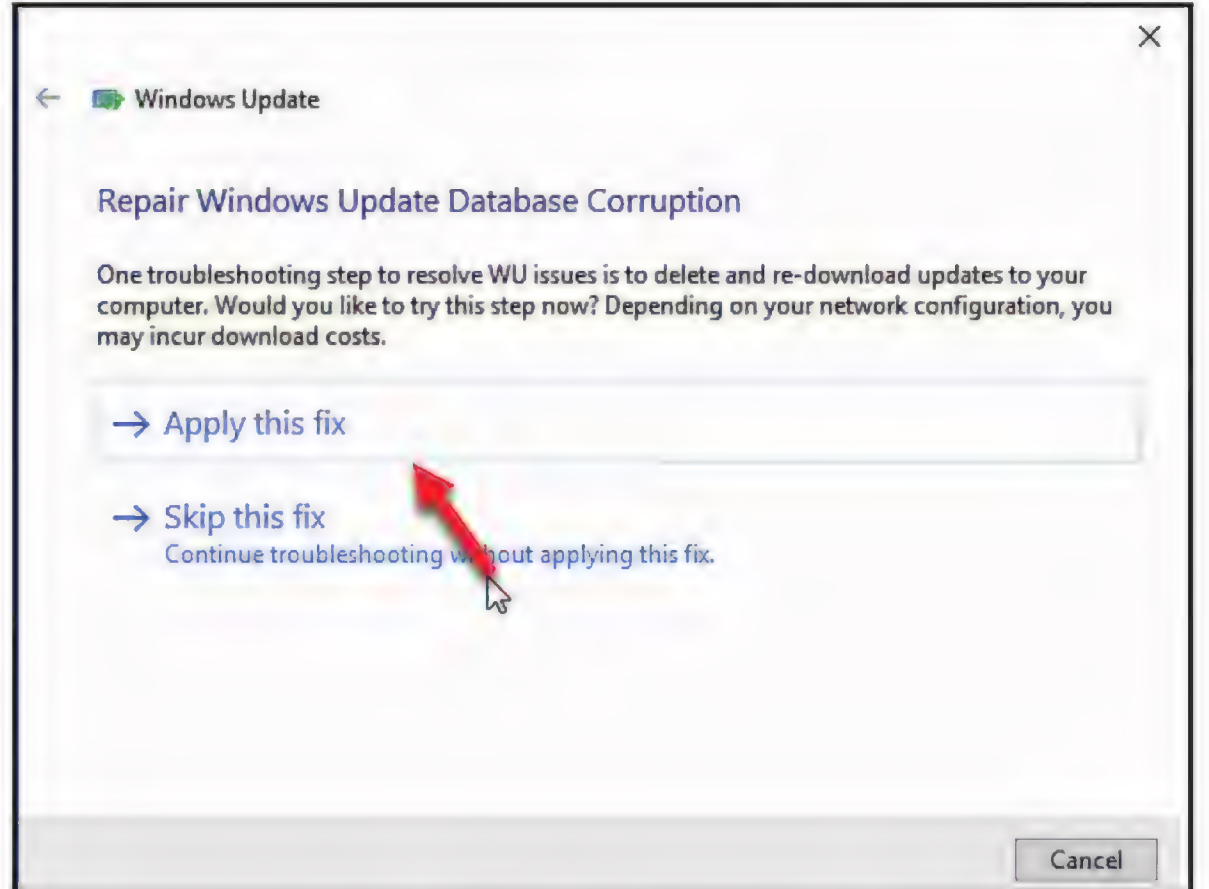 Windows Update
Repair Windows Update Database Corruption
One troubleshooting step to resolve WU issues is to delete and re-download updates to your
computer. Would you like to try this step now? Depending on your network configuration, you
may incur download costs.
Apply this fix
Skip this fix
Continue troubleshooting without applying this fix.
Cancel